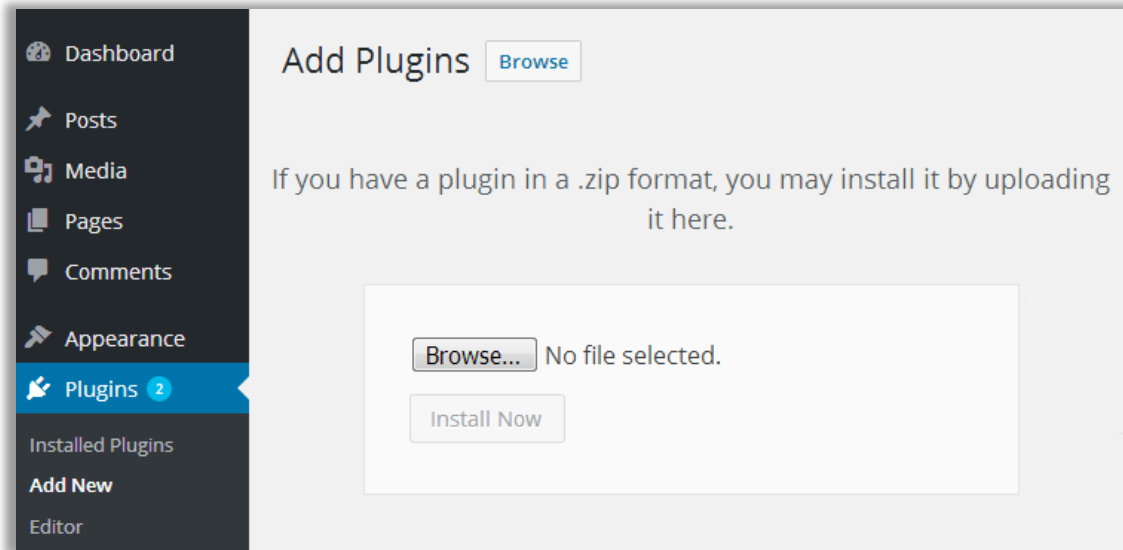 Dashboard
Posts
Media
Pages
Comments
Appearance
Plugins 2
Installed Plugins
Add New
Editor
Add Plugins Browse
If you have a plugin in a .zip format, you may install it by uploading
it here.
Browse... No file selected.
Install Now